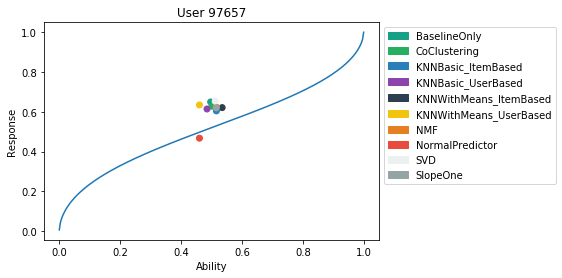 User 97657
1.0
0.8
0.6
0.4
0.2
0.0
Response
0.0 0.2 0.4 0.6 0.8 1.0
Ability
BaselineOnly
CoClustering
KNNBasic_ItemBased
KNNBasic_UserBased
KNNWithMeans_ItemBased
KNNWithMeans_UserBased
NMF
NormalPredictor
SVD
SlopeOne